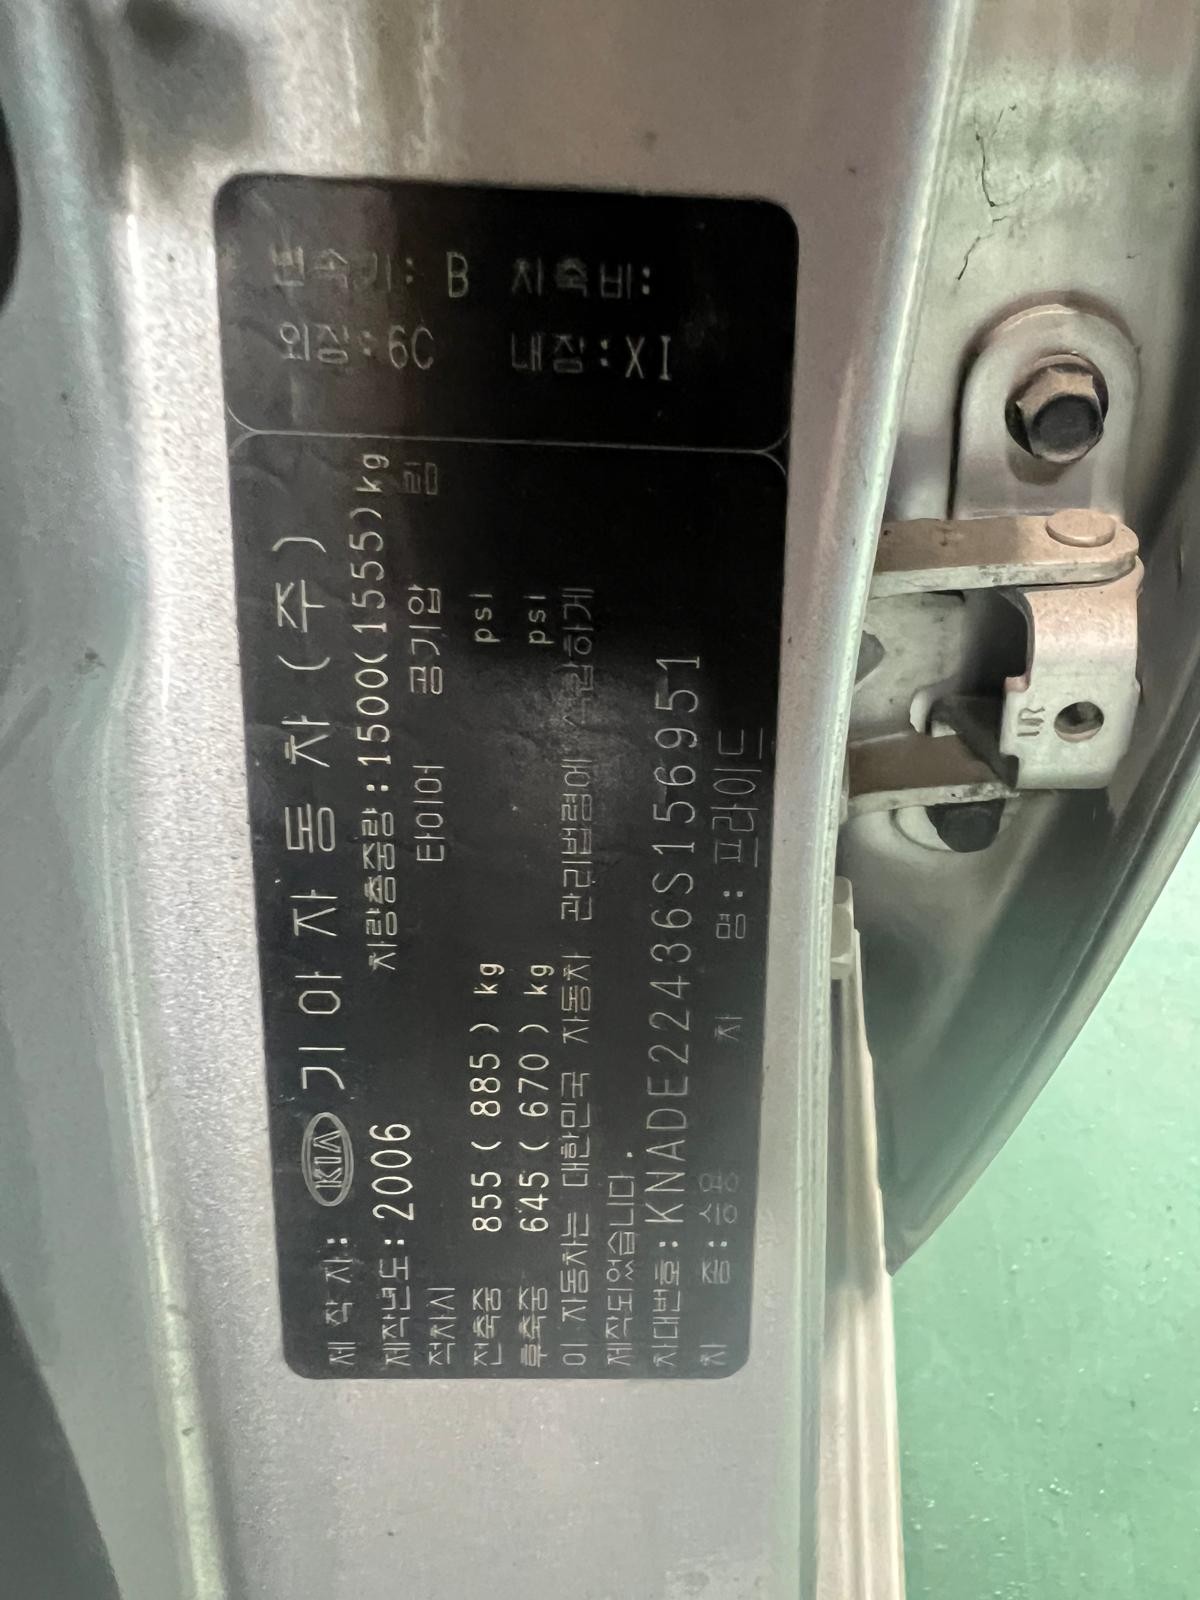 변속기: B 차축비:
외장:6C 내장:XI
제 작 자: KIA 기아자동차(주)
제작년도:2006 차량총중량:1500(1555)kg
적차시 타이어 공기압 림
전축중 855(885)kg psi
후축중 645(670)kg psi
이 자동차는 대한민국 자동차 관리법령에 적합하게
제작되었습니다.
차대번호:KNADE22436S156951
차 종:승용 차 명:프라이드
UR